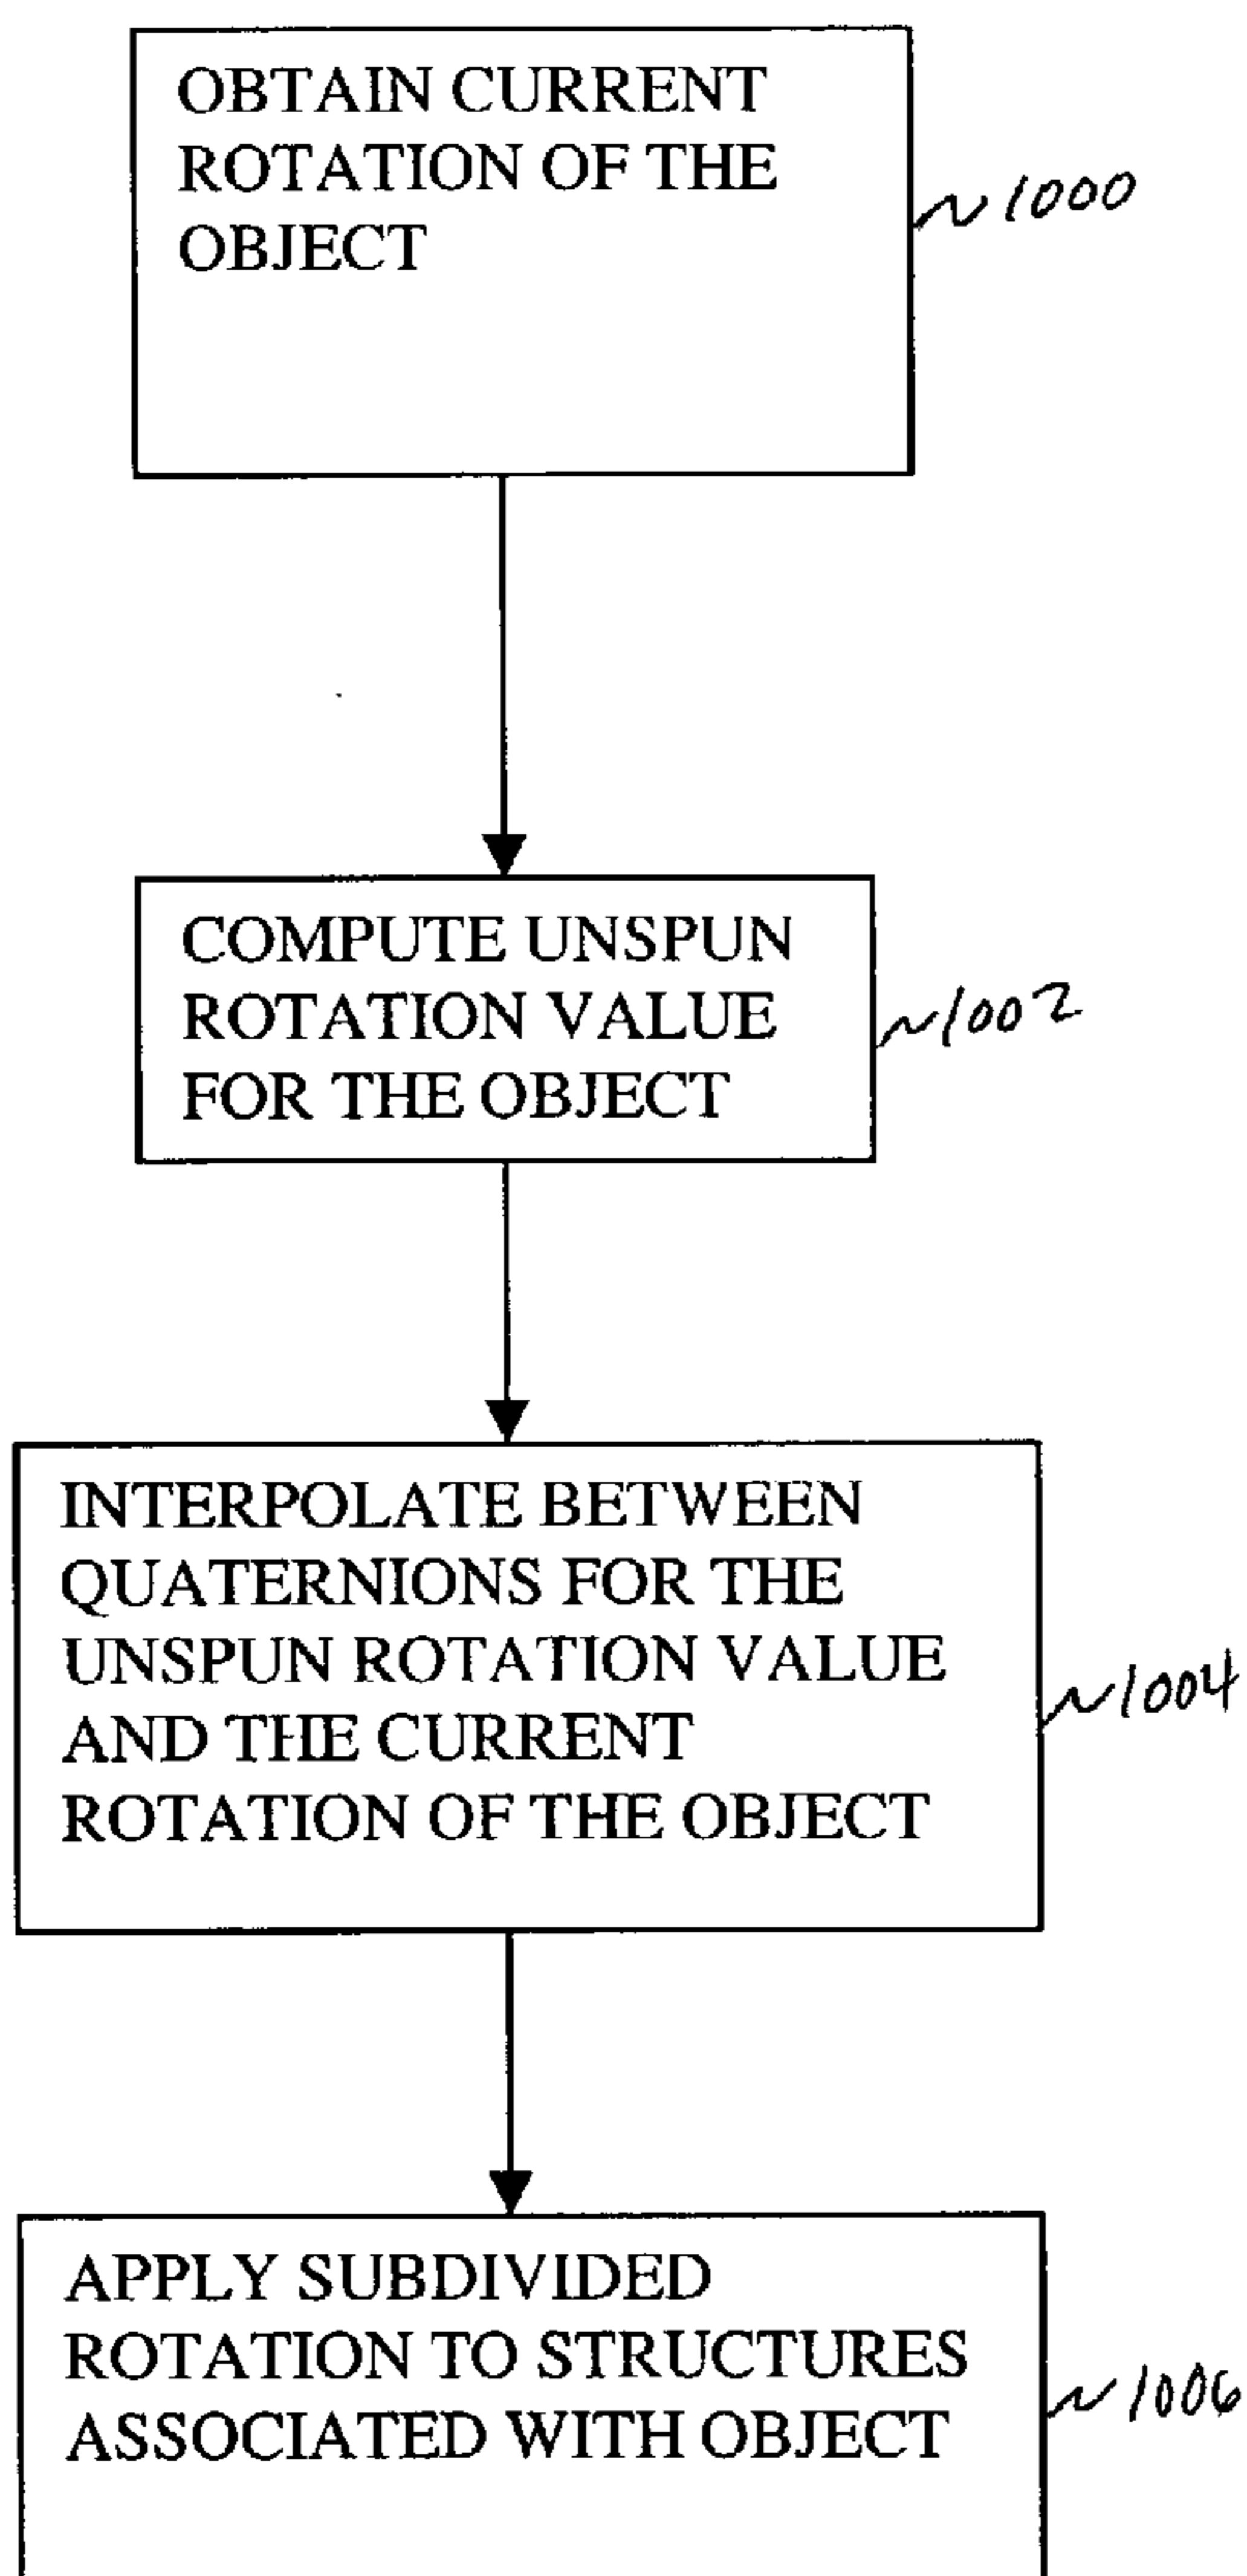 OBTAIN CURRENT
ROTATION OF THE
OBJECT
~1000
COMPUTE UNSPUN
ROTATION VALUE
FOR THE OBJECT
~1002
INTERPOLATE BETWEEN
QUATERNIONS FOR THE
UNSPUN ROTATION VALUE
AND THE CURRENT
ROTATION OF THE OBJECT
~1004
APPLY SUBDIVIDED
ROTATION TO STRUCTURES
ASSOCIATED WITH OBJECT
~1006